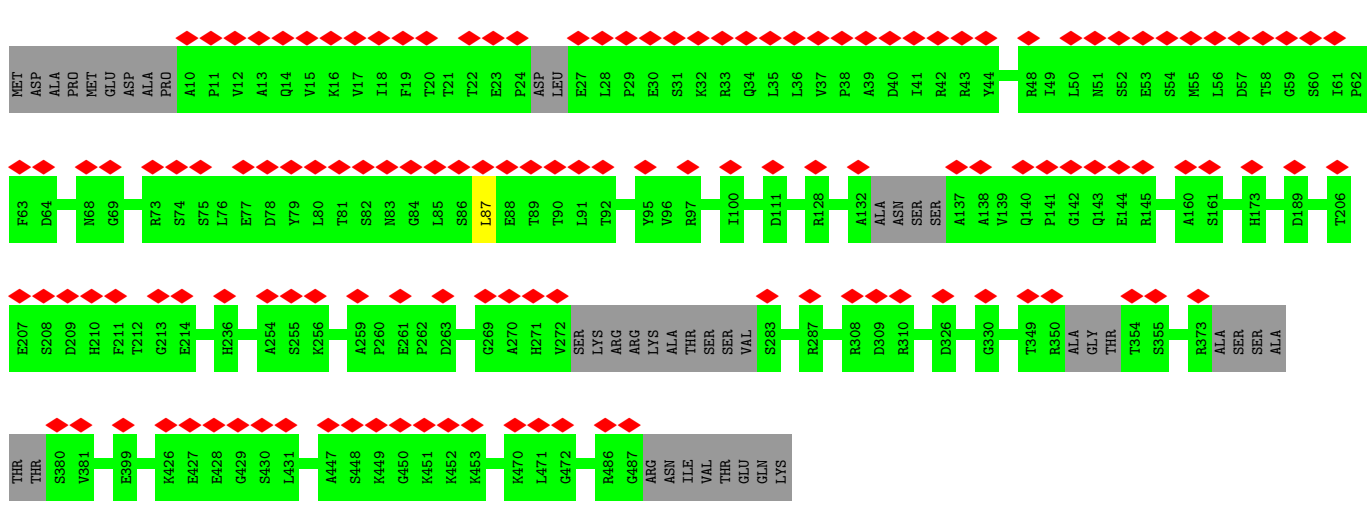 MET ASP ALA PRO MET GLU ASP ALA PRO A10 P11 V12 A13 Q14 V15 K16 V17 I18 F19 T20 T21 T22 E23 P24 ASP LEU E27 L28 P29 E30 S31 K32 R33 Q34 L35 L36 V37 P38 A39 D40 I41 R42 R43 Y44 R48 I49 L50 N51 S52 E53 S54 M55 L56 D57 T58 G59 S60 I61 P62
F63 D64 N68 G69 R73 S74 S75 L76 E77 D78 Y79 L80 T81 S82 N83 G84 L85 S86 L87 E88 T89 T90 L91 T92 Y95 V96 R97 I100 D111 R128 A132 ALA ASN SER SER A137 A138 V139 Q140 P141 G142 Q143 E144 R145 A160 S161 H173 D189 T206
E207 S208 D209 H210 F211 T212 G213 E214 H236 A254 S255 K256 A259 P260 E261 P262 D263 G269 A270 H271 V272 SER LYS ARG ARG LYS ALA THR SER SER VAL S283 R287 R308 D309 R310 D326 G330 T349 R350 ALA GLY THR T354 S355 R373 ALA SER SER ALA
THR THR S380 V381 E399 K426 E427 E428 G429 S430 L431 A447 S448 K449 G450 K451 K452 K453 K470 L471 G472 R486 G487 ARG ASN ILE VAL THR GLU GLN LYS